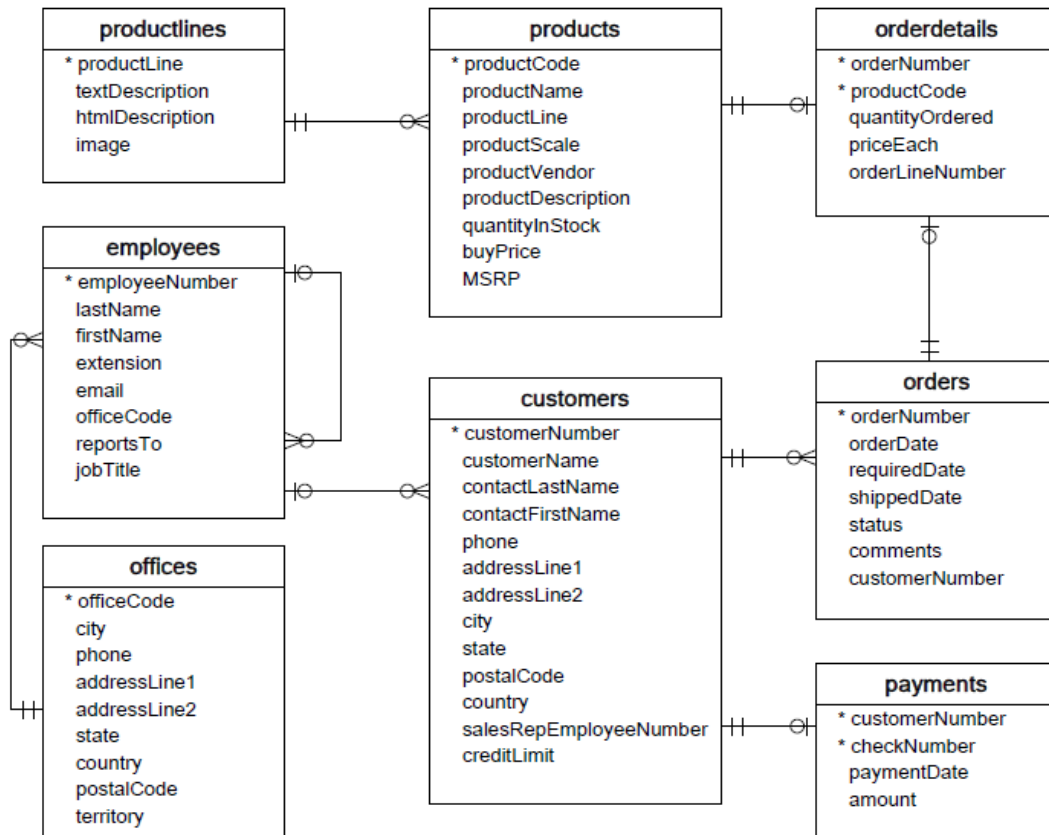 productlines
* productLine
textDescription
htmlDescription
image
products
* productCode
productName
productLine
productScale
productVendor
productDescription
quantityInStock
buyPrice
MSRP
orderdetails
* orderNumber
* productCode
quantityOrdered
priceEach
orderLineNumber
employees
* employeeNumber
lastName
firstName
extension
email
officeCode
reportsTo
jobTitle
customers
* customerNumber
customerName
contactLastName
contactFirstName
phone
addressLine1
addressLine2
city
state
postalCode
country
salesRepEmployeeNumber
creditLimit
orders
* orderNumber
orderDate
requiredDate
shippedDate
status
comments
customerNumber
offices
* officeCode
city
phone
addressLine1
addressLine2
state
country
postalCode
territory
payments
* customerNumber
* checkNumber
paymentDate
amount